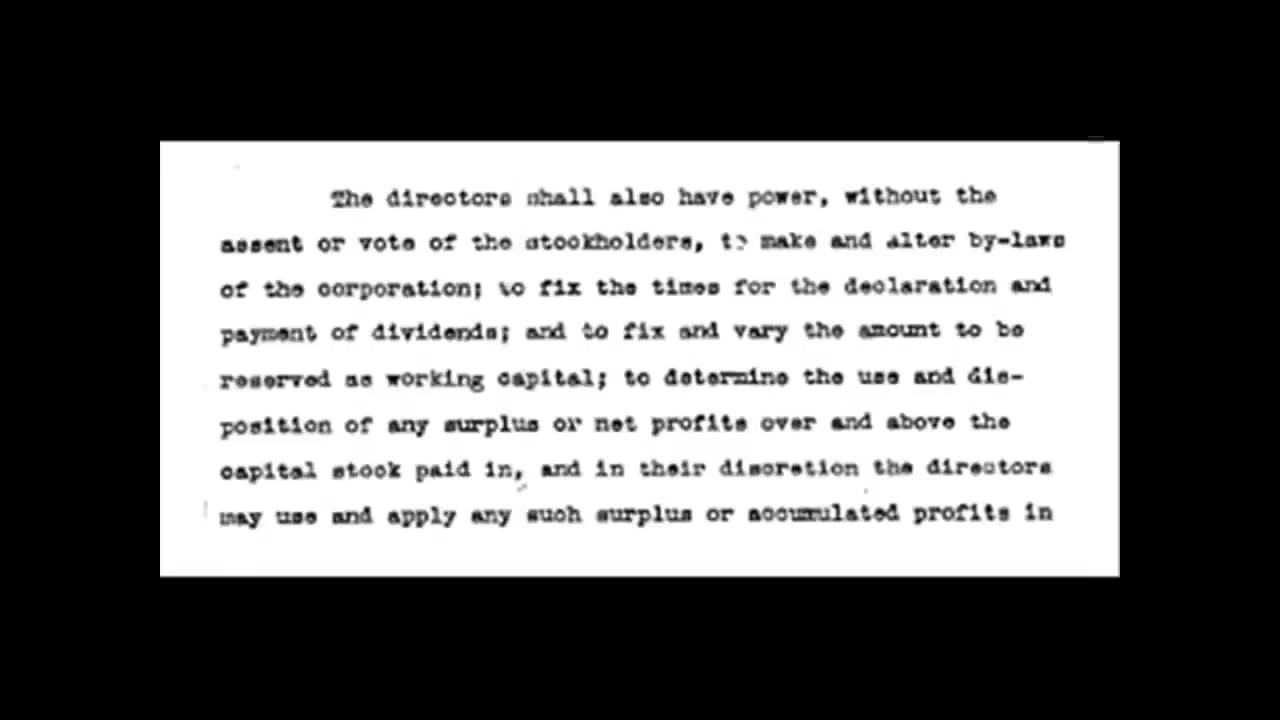 The directors shall also have power, without the
assent or vote of the stockholders, to make and alter by-laws
of the corporation; to fix the times for the declaration and
payment of dividends; and to fix and vary the amount to be
reserved as working capital; to determine the use and dis-
position of any surplus or net profits over and above the
capital stock paid in, and in their discretion the directors
may use and apply any such surplus or accumulated profits in